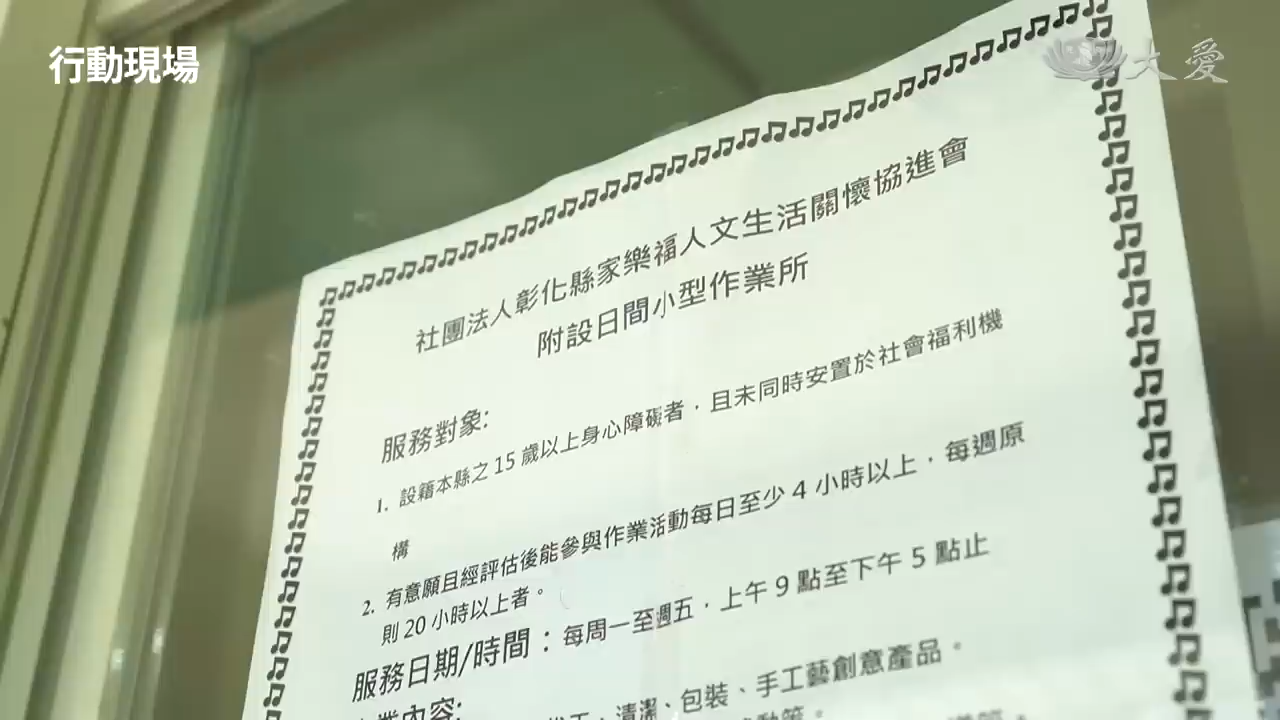 行動現場
大愛
社團法人彰化縣家樂福人文生活關懷協進會
附設日間小型作業所
服務對象:
1. 設籍本縣之 15 歲以上身心障礙者，且未同時安置於社會福利機
構
2. 有意願且經評估後能參與作業活動每日至少 4 小時以上，每週原
則 20 小時以上者。
服務日期/時間：每周一至週五，上午 9 點至下午 5 點止
業內容:
、清潔、包裝、手工藝創意產品。